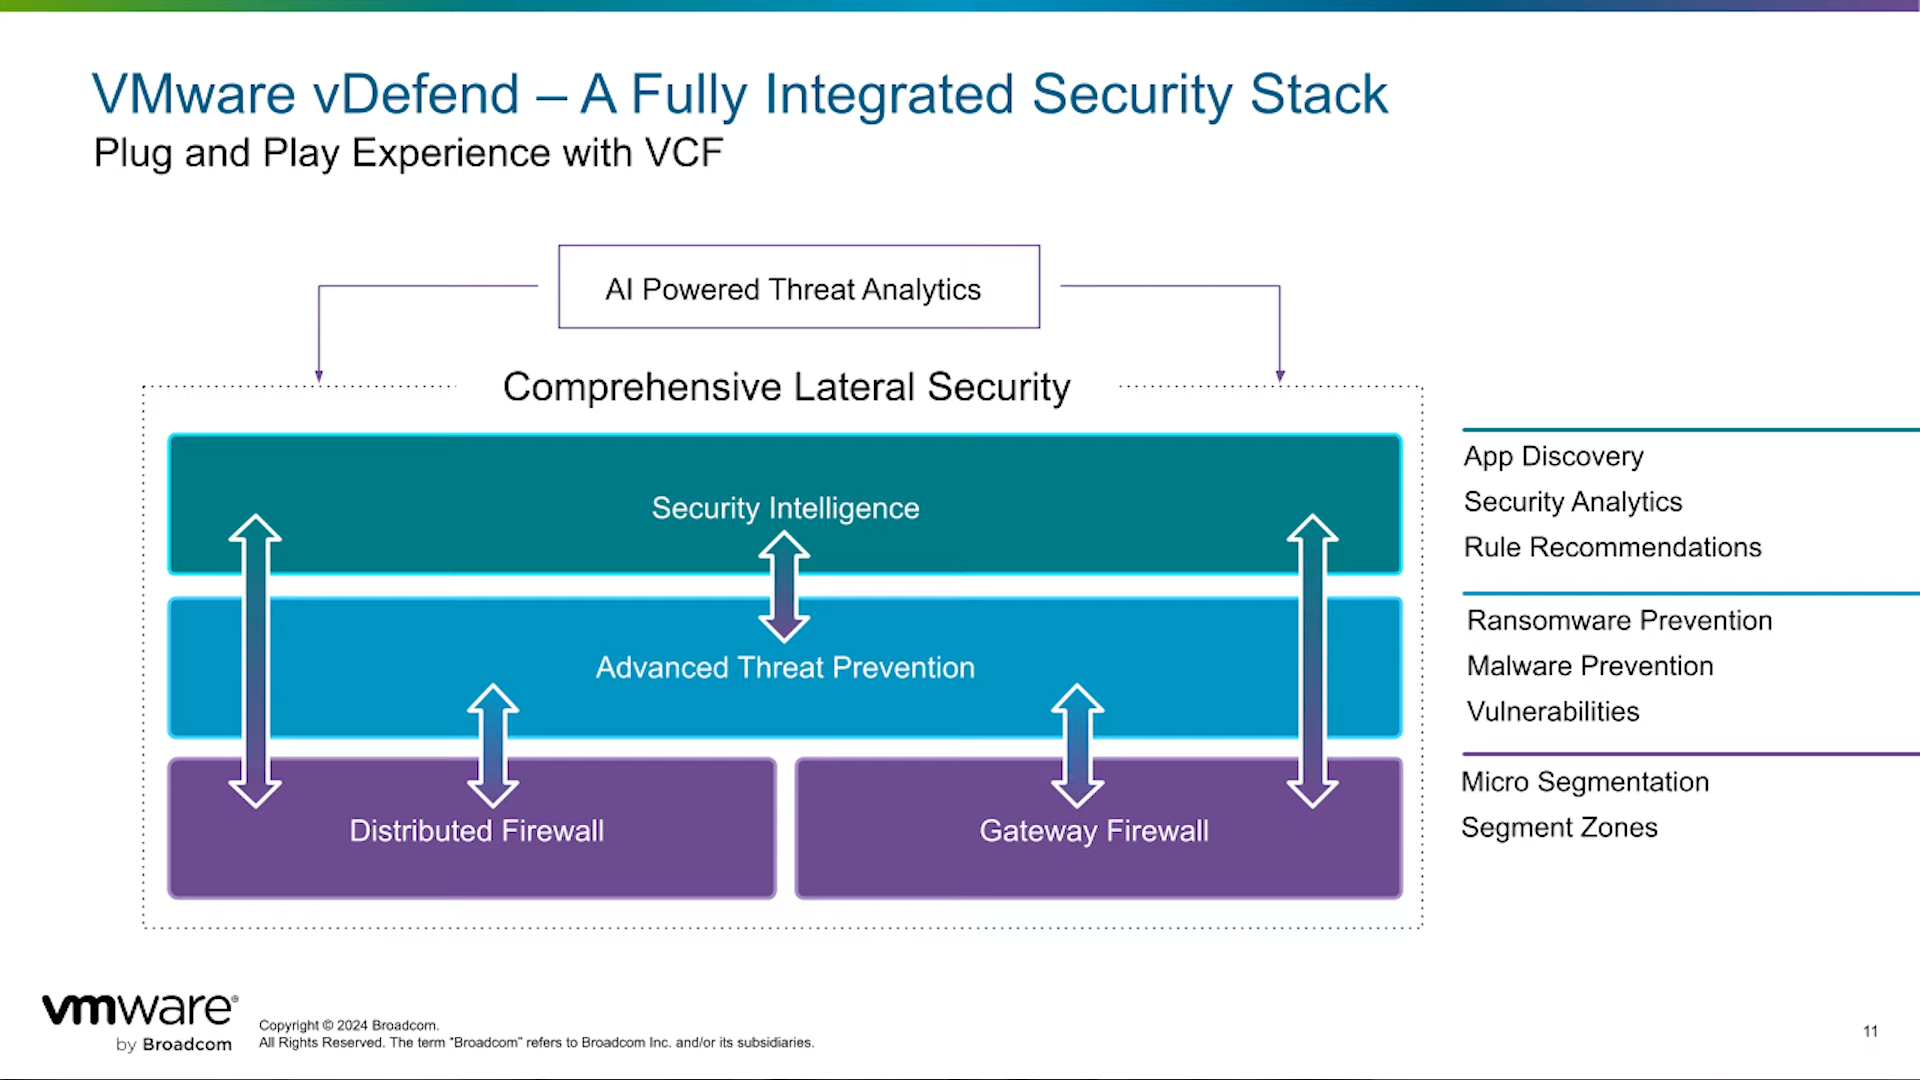 VMware vDefend – A Fully Integrated Security Stack
Plug and Play Experience with VCF
AI Powered Threat Analytics
Comprehensive Lateral Security
Security Intelligence
Advanced Threat Prevention
Distributed Firewall
Gateway Firewall
App Discovery
Security Analytics
Rule Recommendations
Ransomware Prevention
Malware Prevention
Vulnerabilities
Micro Segmentation
Segment Zones
vmware®
by Broadcom
Copyright © 2024 Broadcom.
All Rights Reserved. The term “Broadcom” refers to Broadcom Inc. and/or its subsidiaries.
11